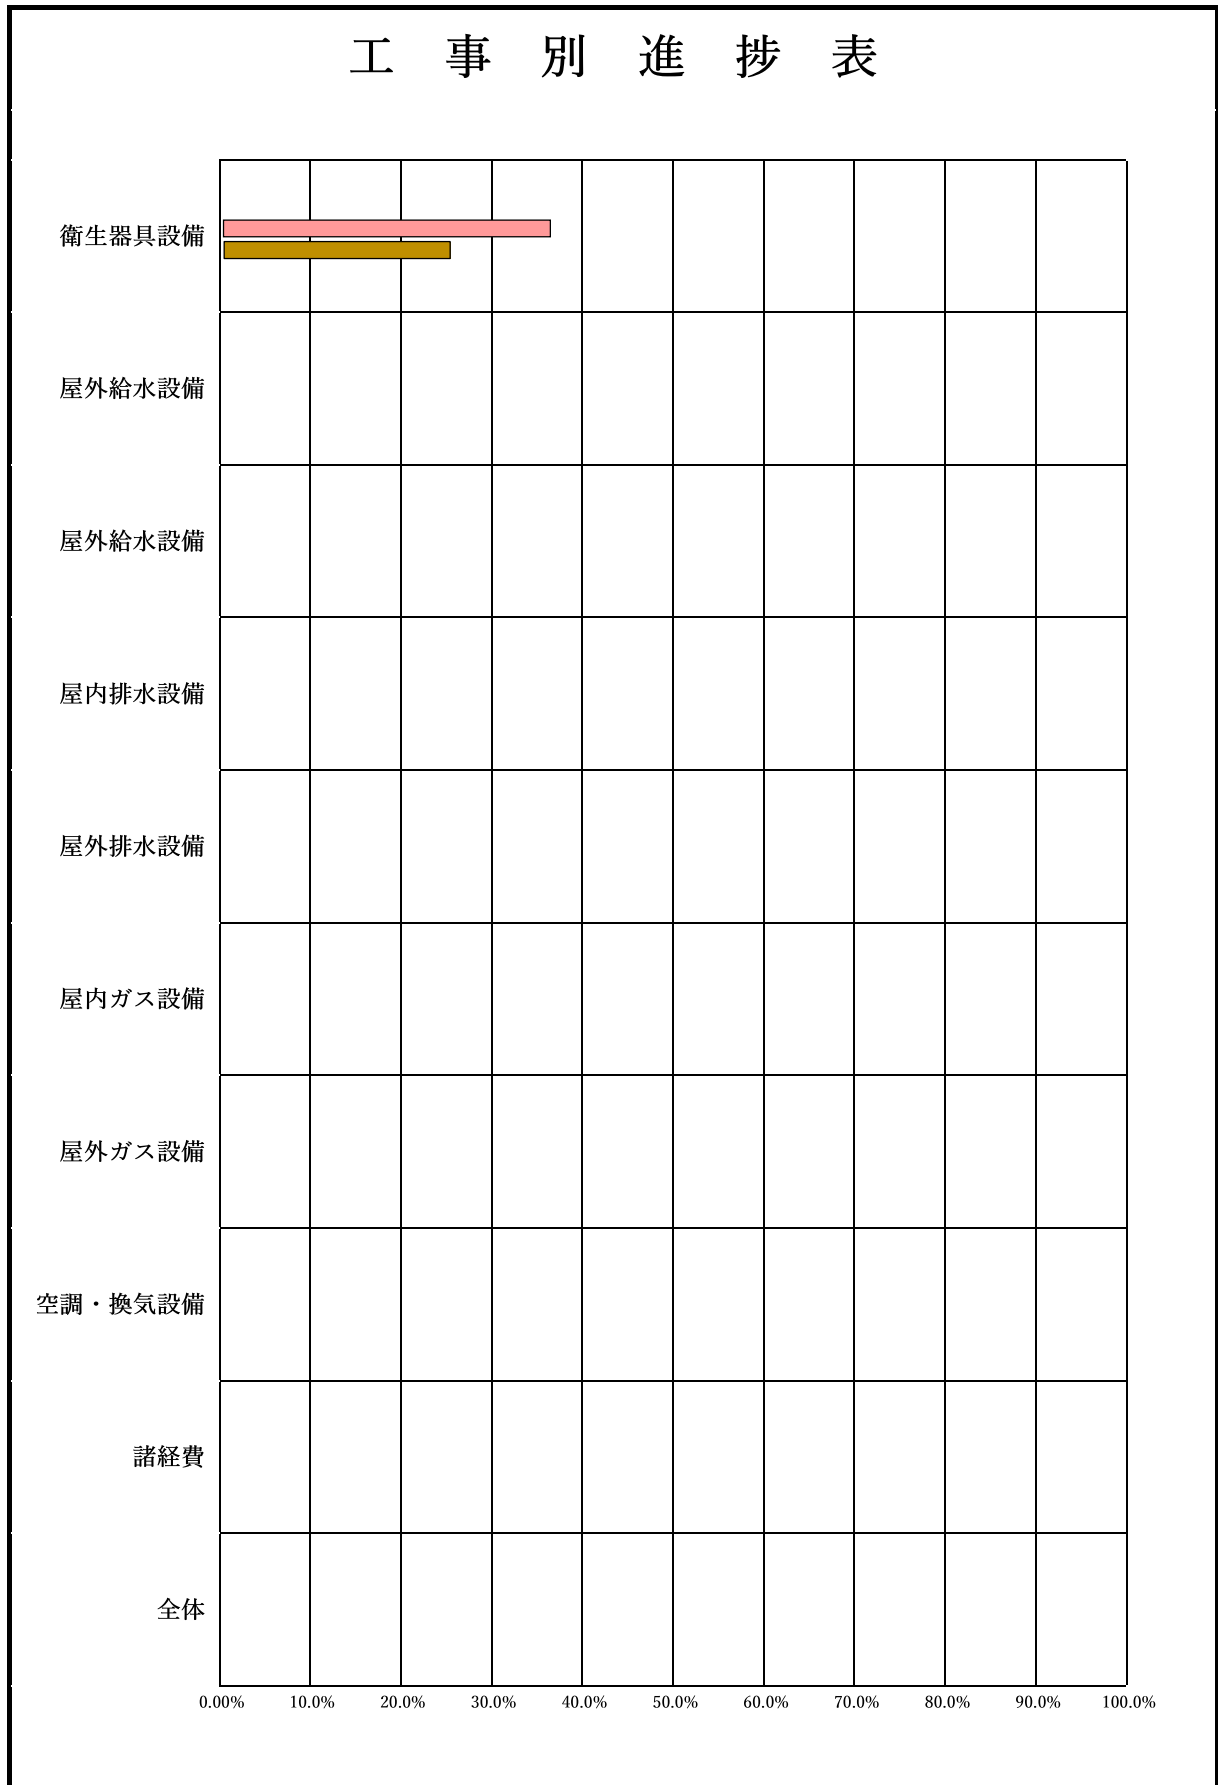 工事別進捗表
衛生器具設備
屋外給水設備
屋外給水設備
屋内排水設備
屋外排水設備
屋内ガス設備
屋外ガス設備
空調・換気設備
諸経費
全体
0.00% 10.0% 20.0% 30.0% 40.0% 50.0% 60.0% 70.0% 80.0% 90.0% 100.0%